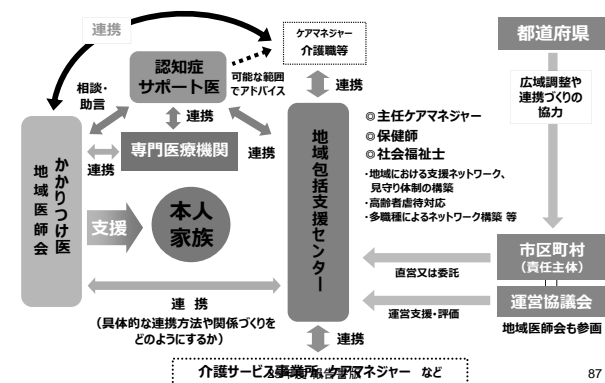 連携
ケアマネジャー
介護職等
都道府県
認知症
サポート医
可能な範囲
でアドバイス
連携
広域調整や
連携づくりの
協力
相談・
助言
連携
◎主任ケアマネジャー
◎保健師
◎社会福祉士
・地域における支援ネットワーク、
見守り体制の構築
・高齢者虐待対応
・多職種によるネットワーク構築 等
専門医療機関
連携
連携
かかりつけ医
地域医師会
支援
本人
家族
地域包括支援センター
市区町村
(責任主体)
直営又は委託
運営協議会
運営支援・評価
地域医師会も参画
連 携
(具体的な連携方法や関係づくりを
どのようにするか)
連携
介護サービス事業所、ケアマネジャー など
87